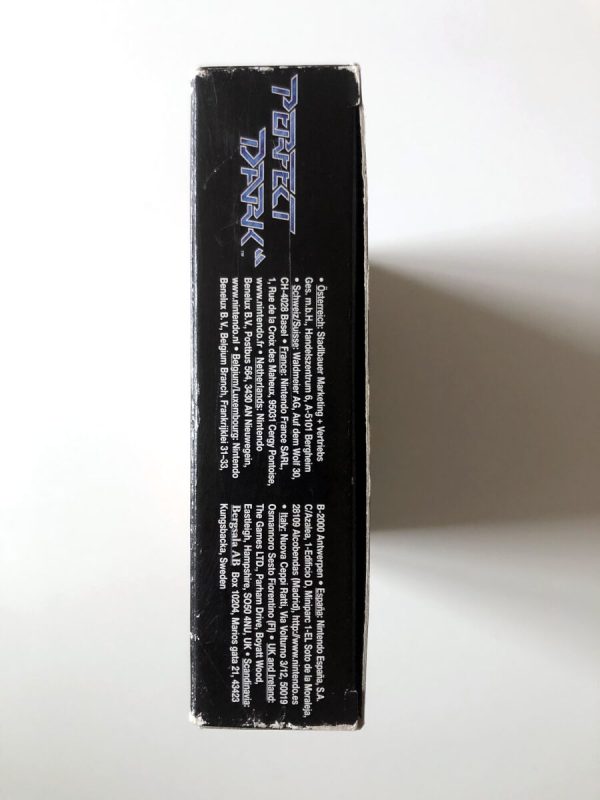 PERFECT
DARK™
• Österreich: Stadlbauer Marketing + Vertriebs
Ges. m.b.H., Handelszentrum 6, A-5101 Bergheim
• Schweiz/Suisse: Waldmeier AG, Auf dem Wolf 30,
CH-4028 Basel • France: Nintendo France SARL,
1, Rue de la Croix des Maheux, 95031 Cergy Pontoise,
www.nintendo.fr • Netherlands: Nintendo
Benelux B.V., Postbus 564, 3430 AN Nieuwegein,
www.nintendo.nl • Belgium/Luxembourg: Nintendo
Benelux B. V., Belgium Branch, Frankrijklei 31-33,
B-2000 Antwerpen • España: Nintendo España, S.A.
C/Azalea, 1-Edificio D, Miniparc 1-EL Soto de la Moraleja,
28109 Alcobendas (Madrid), http://www.nintendo.es
• Italy: Nuova Ceppi Ratti, Via Volturno 3/12, 50019
Osmannoro Sesto Fiorentino (FI) • UK and Ireland:
The Games LTD., Parham Drive, Boyatt Wood,
Eastleigh, Hampshire, SO50 4NU, UK • Scandinavia:
Bergsala AB Box 10204, Marios gata 21, 43423
Kungsbacka, Sweden